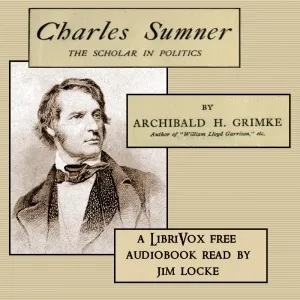 Charles Sumner
THE SCHOLAR IN POLITICS
BY
ARCHIBALD H. GRIMKE
Author of "William Lloyd Garrison," etc.
A LIBRIVOX FREE
AUDIOBOOK READ BY
JIM LOCKE